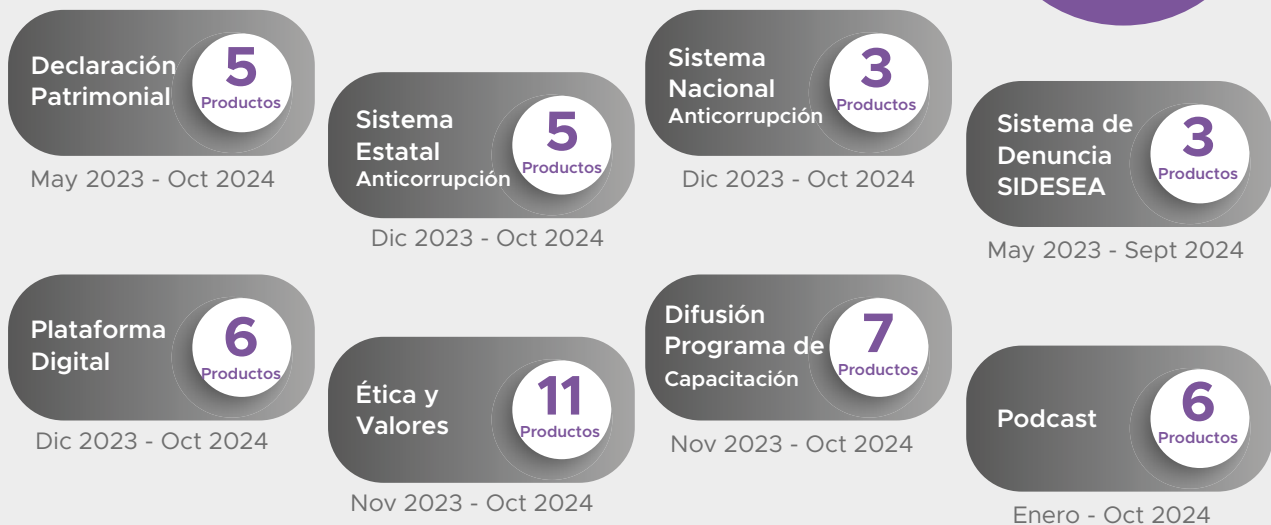 Declaración
Patrimonial
5
Productos
May 2023 - Oct 2024
Sistema
Estatal
Anticorrupción
5
Productos
Dic 2023 - Oct 2024
Sistema
Nacional
Anticorrupción
3
Productos
Dic 2023 - Oct 2024
Sistema de
Denuncia
SIDESEA
3
Productos
May 2023 - Sept 2024
Plataforma
Digital
6
Productos
Dic 2023 - Oct 2024
Ética y
Valores
11
Productos
Nov 2023 - Oct 2024
Difusión
Programa de
Capacitación
7
Productos
Nov 2023 - Oct 2024
Podcast
6
Productos
Enero - Oct 2024